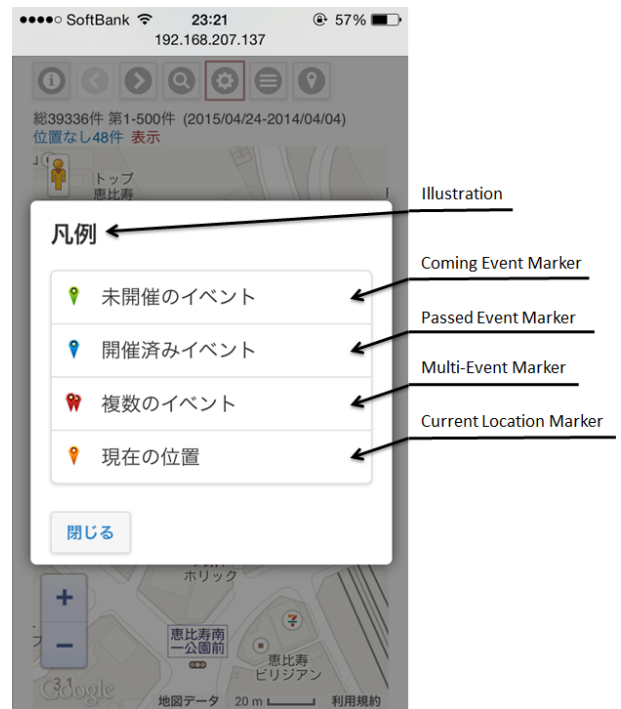 ●●●●○ SoftBank 23:21 57%
192.168.207.137
総39336件 第1-500件 (2015/04/24-2014/04/04)
位置なし48件 表示
トップ
恵比寿
凡例
未開催のイベント
開催済みイベント
複数のイベント
現在の位置
閉じる
Illustration
Coming Event Marker
Passed Event Marker
Multi-Event Marker
Current Location Marker
ホリック
+
−
恵比寿南
一公園前
恵比寿
ビリジアン
3.1
Google
地図データ 20 m 利用規約